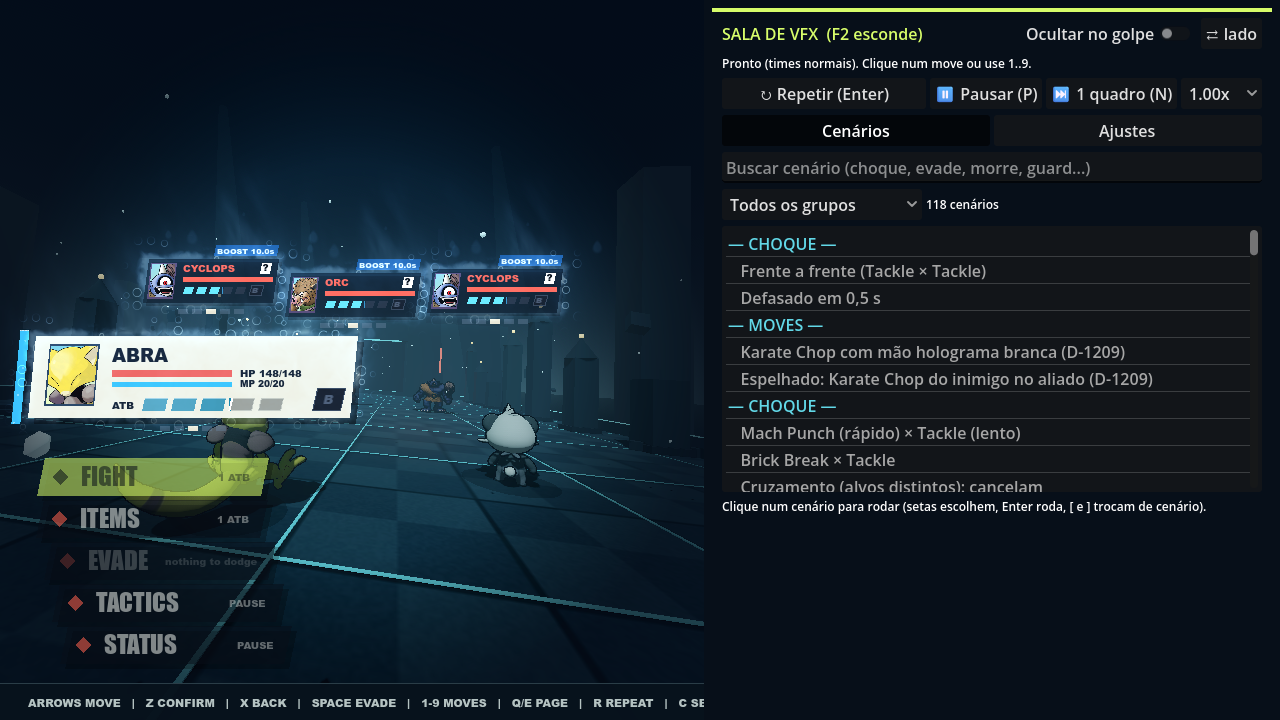 SALA DE VFX (F2 esconde)
Ocultar no golpe
⇄ lado
Pronto (times normais). Clique num move ou use 1..9.
↻ Repetir (Enter)
⏸ Pausar (P)
⏭ 1 quadro (N)
1.00x
Cenários
Ajustes
Buscar cenário (choque, evade, morre, guard...)
Todos os grupos
118 cenários
— CHOQUE —
Frente a frente (Tackle × Tackle)
Defasado em 0,5 s
— MOVES —
Karate Chop com mão holograma branca (D-1209)
Espelhado: Karate Chop do inimigo no aliado (D-1209)
— CHOQUE —
Mach Punch (rápido) × Tackle (lento)
Brick Break × Tackle
Cruzamento (alvos distintos): cancelam
Clique num cenário para rodar (setas escolhem, Enter roda, [ e ] trocam de cenário).
BOOST 10.0s
CYCLOPS
?
B
BOOST 10.0s
ORC
?
B
BOOST 10.0s
CYCLOPS
?
B
ABRA
HP 148/148
MP 20/20
ATB
B
FIGHT 1 ATB
ITEMS 1 ATB
EVADE nothing to dodge
TACTICS PAUSE
STATUS PAUSE
ARROWS MOVE | Z CONFIRM | X BACK | SPACE EVADE | 1-9 MOVES | Q/E PAGE | R REPEAT | C SE